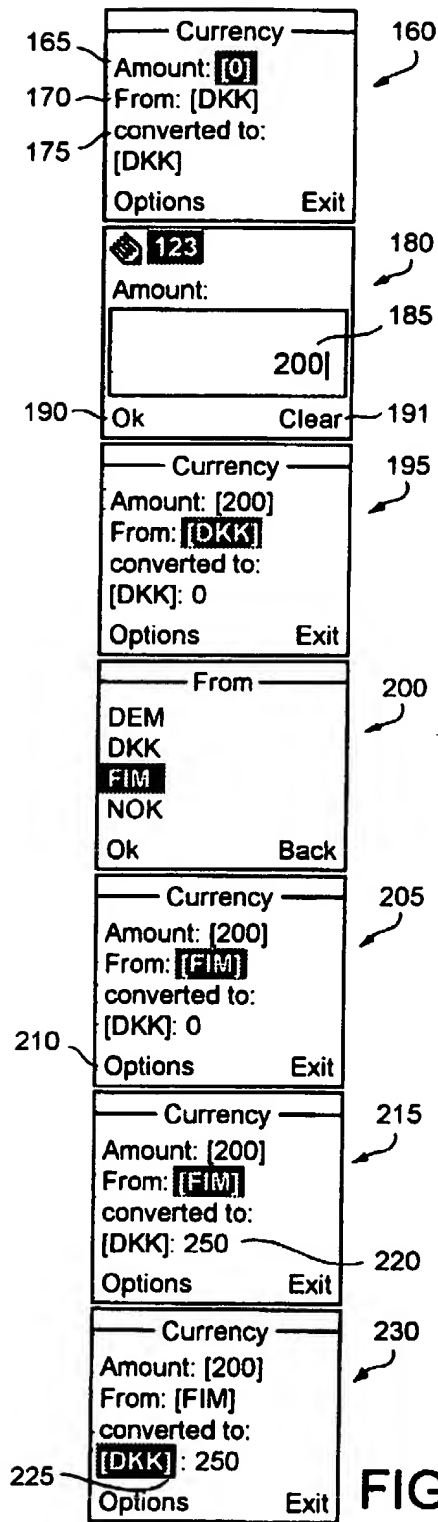 Currency
160
165
Amount: [0]
170
From: [DKK]
175
converted to:
[DKK]
Options Exit
123
180
Amount:
185
200
190
Ok Clear
191
Currency
195
Amount: [200]
From: [DKK]
converted to:
[DKK]: 0
Options Exit
From
200
DEM
DKK
FIM
NOK
Ok Back
Currency
205
Amount: [200]
From: [FIM]
converted to:
[DKK]: 0
210
Options Exit
Currency
215
Amount: [200]
From: [FIM]
converted to:
[DKK]: 250
220
Options Exit
Currency
230
Amount: [200]
From: [FIM]
converted to:
[DKK] : 250
225
Options Exit
FIG